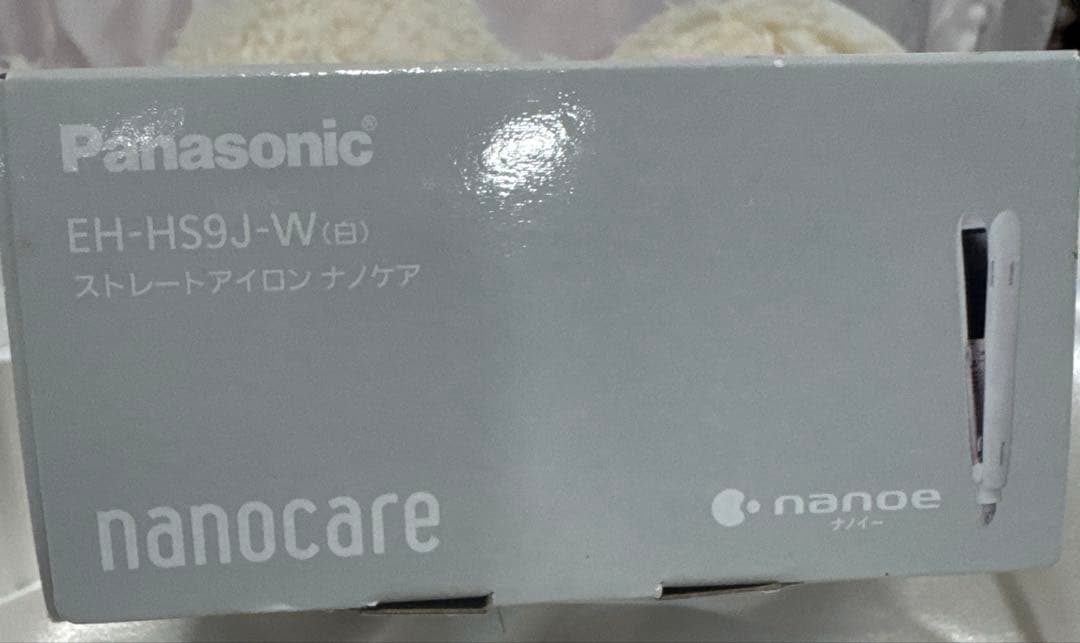 Panasonic®
EH-HS9J-W(白)
ストレートアイロン ナノケア
nanocare
nanoe
ナノイー